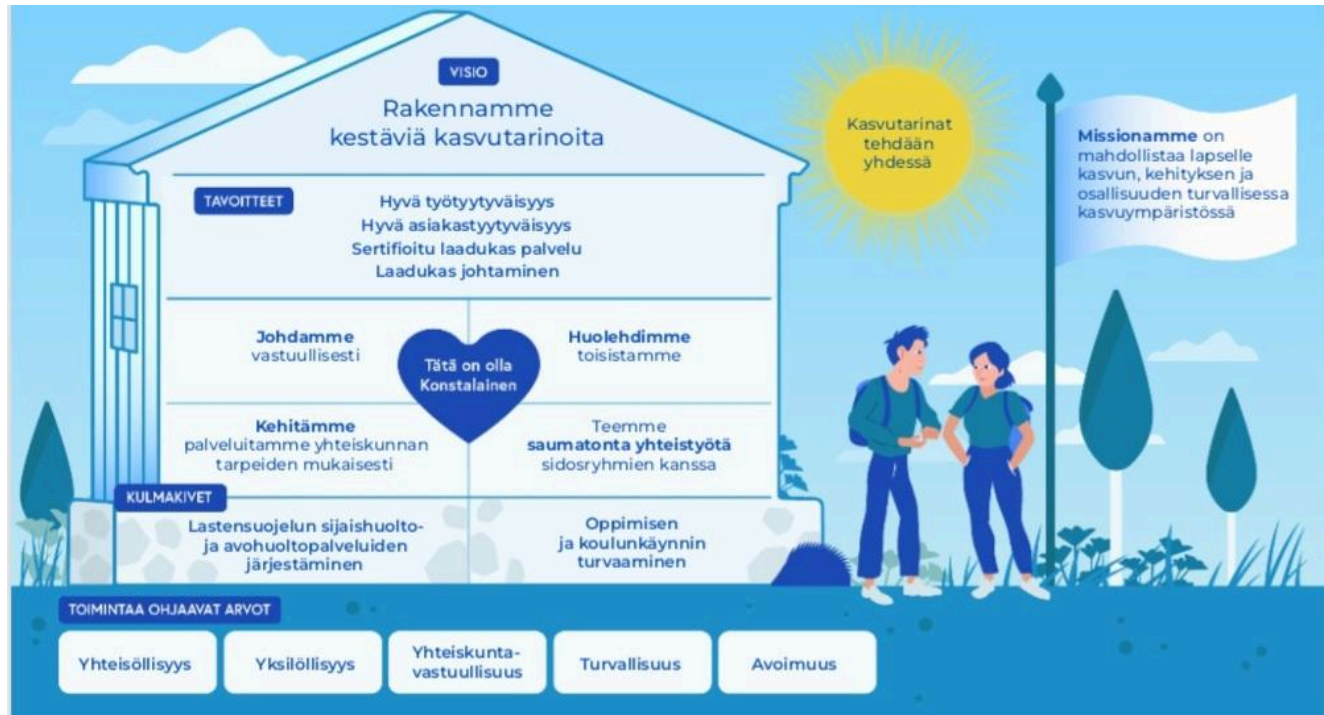 VISIO
Rakennamme
kestäviä kasvutarinoita
TAVOITTEET
Hyvä työtyytyväisyys
Hyvä asiakastyytyväisyys
Sertifioitu laadukas palvelu
Laadukas johtaminen
Johdamme
vastuullisesti
Tätä on olla
Konstalainen
Huolehdimme
toisistamme
Kehitämme
palveluitamme yhteiskunnan
tarpeiden mukaisesti
Teemme
saumatonta yhteistyötä
sidosryhmien kanssa
KULMAKIVET
Lastensuojelun sijaishuolto-
ja avohuoltopalveluiden
järjestäminen
Oppimisen
ja koulunkäynnin
turvaaminen
Kasvutarinat
tehdään
yhdessä
Missionamme on
mahdollistaa lapselle
kasvun, kehityksen ja
osallisuuden turvallisessa
kasvuympäristössä
TOIMINTAA OHJAAVAT ARVOT
Yhteisöllisyys
Yksilöllisyys
Yhteiskunta-
vastuullisuus
Turvallisuus
Avoimuus